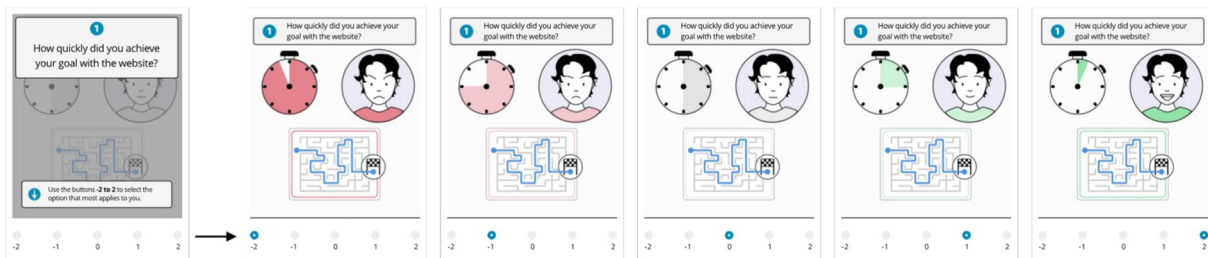 1
How quickly did you achieve
your goal with the website?
Use the buttons -2 to 2 to select the
option that most applies to you.
-2 -1 0 1 2
1
How quickly did you achieve your
goal with the website?
-2 -1 0 1 2
1
How quickly did you achieve your
goal with the website?
-2 -1 0 1 2
1
How quickly did you achieve your
goal with the website?
-2 -1 0 1 2
1
How quickly did you achieve your
goal with the website?
-2 -1 0 1 2
1
How quickly did you achieve your
goal with the website?
-2 -1 0 1 2